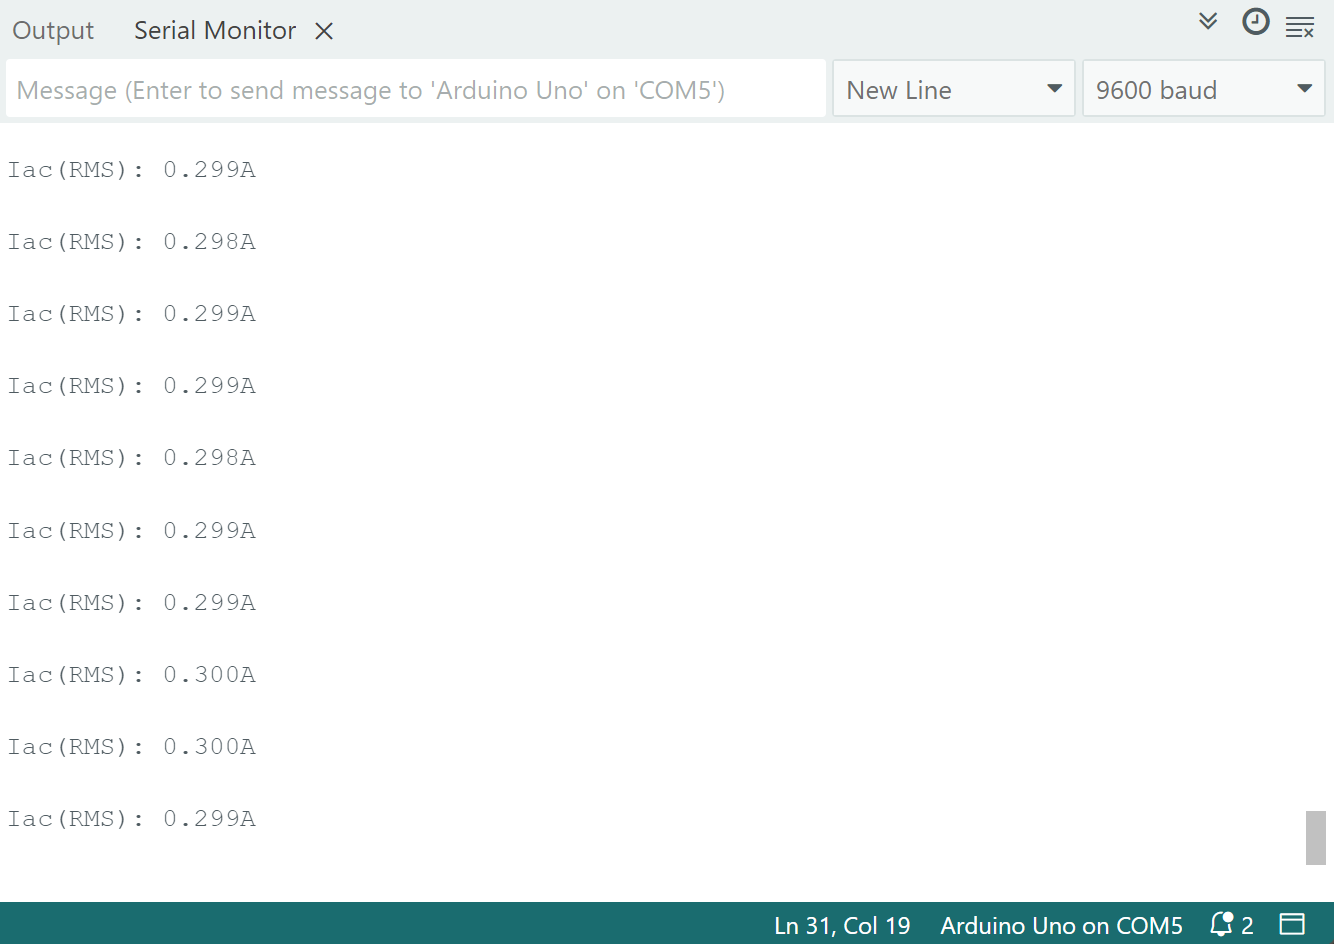 Output Serial Monitor
Message (Enter to send message to 'Arduino Uno' on 'COM5') New Line 9600 baud
Iac(RMS): 0.299A
Iac(RMS): 0.298A
Iac(RMS): 0.299A
Iac(RMS): 0.299A
Iac(RMS): 0.298A
Iac(RMS): 0.299A
Iac(RMS): 0.299A
Iac(RMS): 0.300A
Iac(RMS): 0.300A
Iac(RMS): 0.299A
Ln 31, Col 19 Arduino Uno on COM5 2